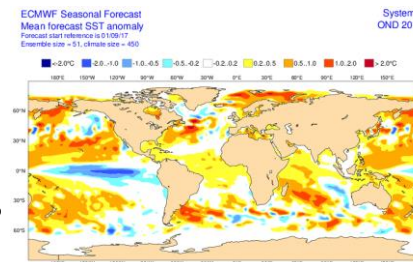 ECMWF Seasonal Forecast
Mean forecast SST anomaly
Forecast start reference is 01/09/17
Ensemble size = 51, climate size = 450
System
OND 20
<-2.0°C -2.0..-1.0 -1.0..-0.5 -0.5..-0.2 -0.2..0.2 0.2..0.5 0.5..1.0 1.0..2.0 > 2.0°C
160°E 150°W 120°W 90°W 60°W 30°W 0°E 30°E 60°E 90°E 120°E 150°E
60°N
30°N
0°N
30°S
60°S